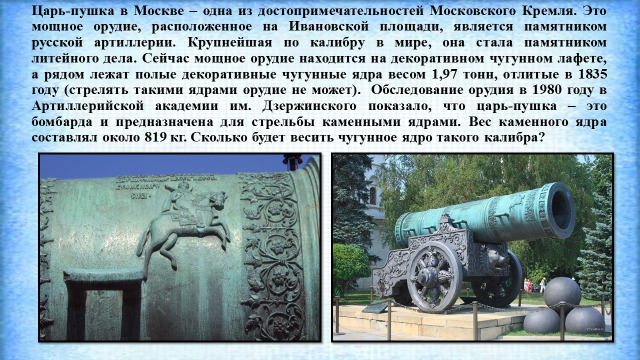 Царь-пушка в Москве – одна из достопримечательностей Московского Кремля. Это
мощное орудие, расположенное на Ивановской площади, является памятником
русской артиллерии. Крупнейшая по калибру в мире, она стала памятником
литейного дела. Сейчас мощное орудие находится на декоративном чугунном лафете,
а рядом лежат полые декоративные чугунные ядра весом 1,97 тонн, отлитые в 1835
году (стрелять такими ядрами орудие не может). Обследование орудия в 1980 году в
Артиллерийской академии им. Дзержинского показало, что царь-пушка – это
бомбарда и предназначена для стрельбы каменными ядрами. Вес каменного ядра
составлял около 819 кг. Сколько будет весить чугунное ядро такого калибра?